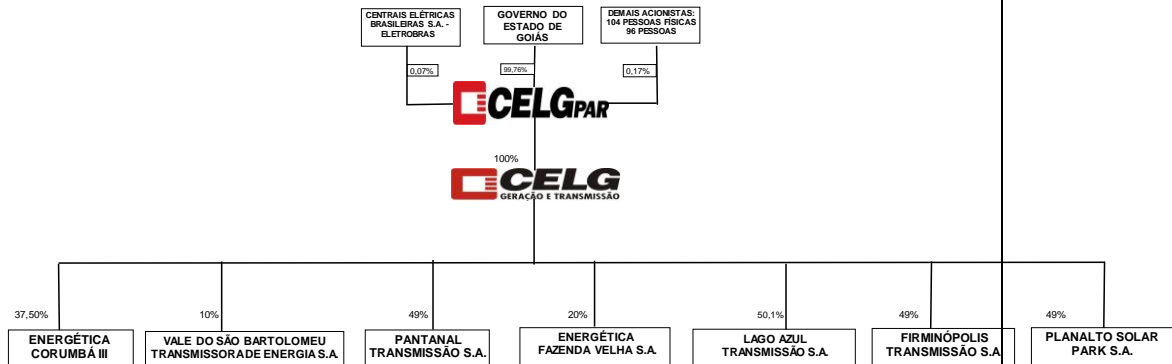 CENTRAIS ELÉTRICAS
BRASILEIRAS S.A. -
ELETROBRAS
GOVERNO DO
ESTADO DE
GOIÁS
DEMAIS ACIONISTAS:
104 PESSOAS FÍSICAS
96 PESSOAS
0,07%
99,76%
0,17%
CELGPAR
100%
CELG
GERAÇÃO E TRANSMISSÃO
37,50%
10%
49%
20%
50,1%
49%
49%
ENERGÉTICA
CORUMBÁ III
VALE DO SÃO BARTOLOMEU
TRANSMISSORA DE ENERGIA S.A.
PANTANAL
TRANSMISSÃO S.A.
ENERGÉTICA
FAZENDA VELHA S.A.
LAGO AZUL
TRANSMISSÃO S.A.
FIRMINÓPOLIS
TRANSMISSÃO S.A.
PLANALTO SOLAR
PARK S.A.